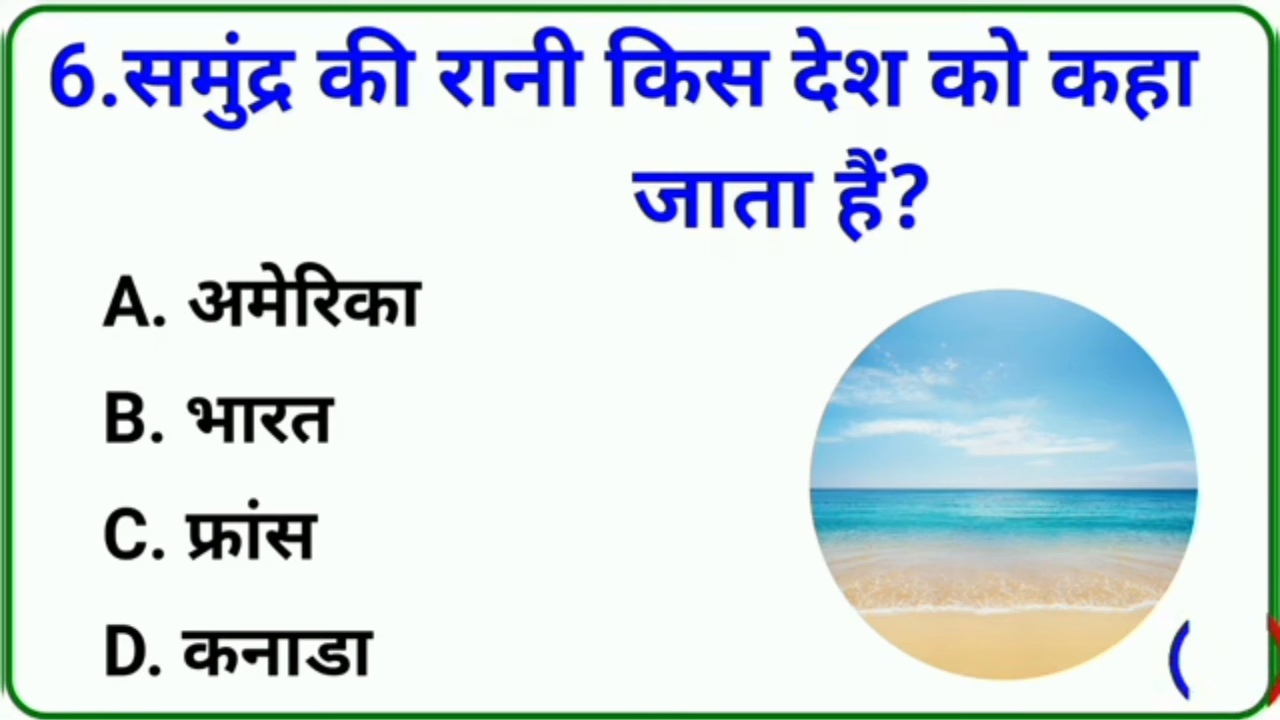 6.समुंद्र की रानी किस देश को कहा
जाता हैं?
A. अमेरिका
B. भारत
C. फ्रांस
D. कनाडा
( )